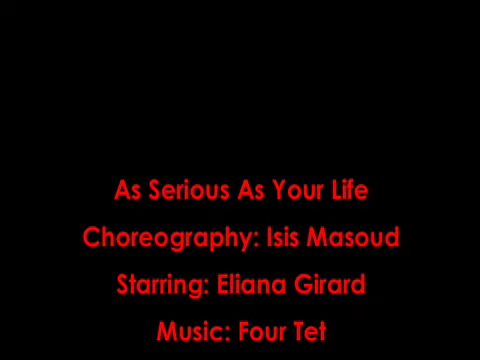 As Serious As Your Life
Choreography: Isis Masoud
Starring: Eliana Girard
Music: Four Tet